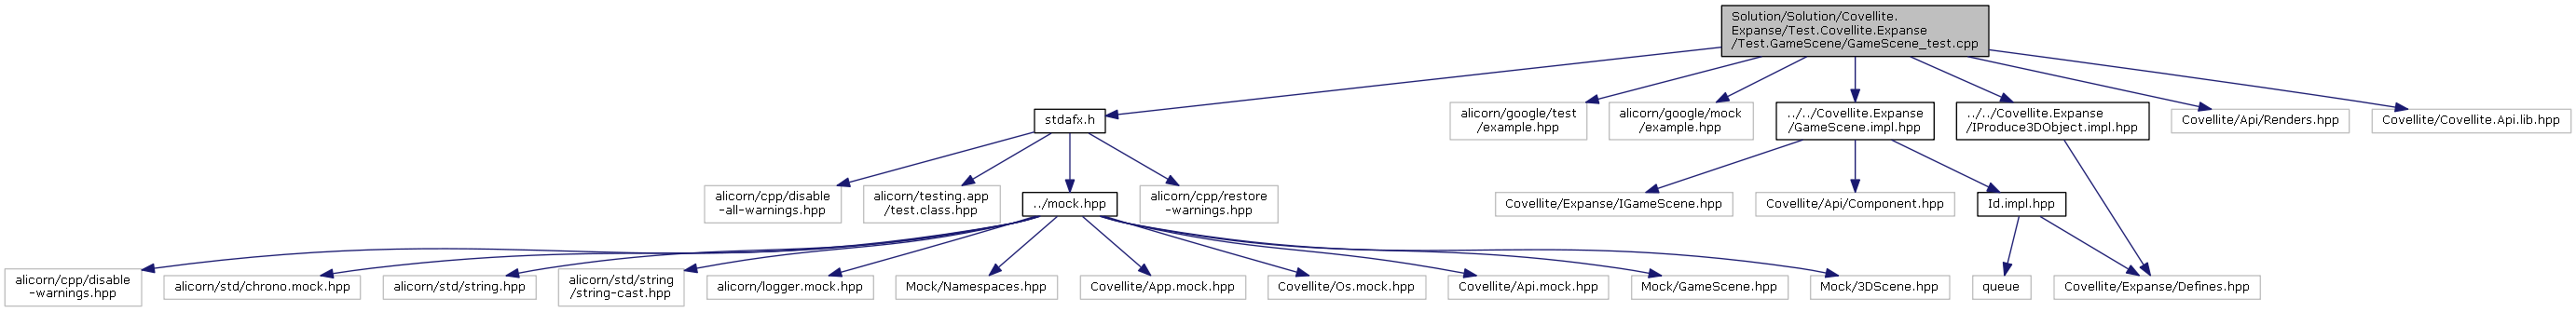 Solution/Solution/Covellite.
Expanse/Test.Covellite.Expanse
/Test.GameScene/GameScene_test.cpp
stdafx.h
alicorn/google/test
/example.hpp
alicorn/google/mock
/example.hpp
../../Covellite.Expanse
/GameScene.impl.hpp
../../Covellite.Expanse
/IProduce3DObject.impl.hpp
Covellite/Api/Renders.hpp
Covellite/Covellite.Api.lib.hpp
alicorn/cpp/disable
-all-warnings.hpp
alicorn/testing.app
/test.class.hpp
../mock.hpp
alicorn/cpp/restore
-warnings.hpp
Covellite/Expanse/IGameScene.hpp
Covellite/Api/Component.hpp
Id.impl.hpp
alicorn/cpp/disable
-warnings.hpp
alicorn/std/chrono.mock.hpp
alicorn/std/string.hpp
alicorn/std/string
/string-cast.hpp
alicorn/logger.mock.hpp
Mock/Namespaces.hpp
Covellite/App.mock.hpp
Covellite/Os.mock.hpp
Covellite/Api.mock.hpp
Mock/GameScene.hpp
Mock/3DScene.hpp
queue
Covellite/Expanse/Defines.hpp